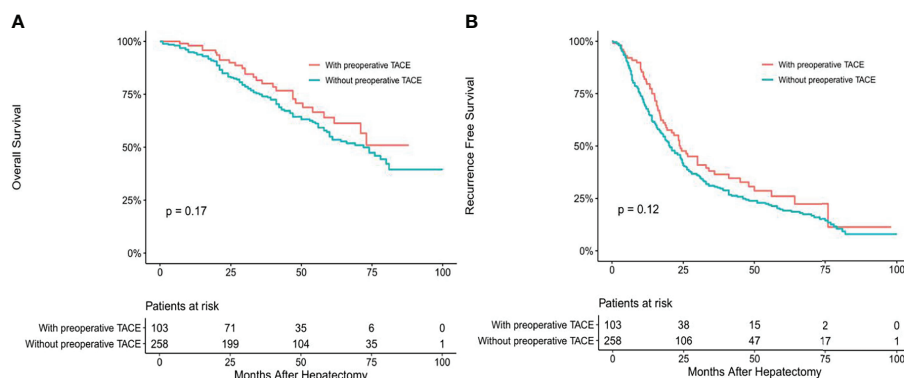 A
Overall Survival
100%
75%
50%
25%
0%
With preoperative TACE
Without preoperative TACE
p = 0.17
0 25 50 75 100
Patients at risk
With preoperative TACE 103 71 35 6 0
Without preoperative TACE 258 199 104 35 1
0 25 50 75 100
Months After Hepatectomy
B
Recurrence Free Survival
100%
75%
50%
25%
0%
With preoperative TACE
Without preoperative TACE
p = 0.12
0 25 50 75 100
Patients at risk
With preoperative TACE 103 38 15 2 0
Without preoperative TACE 258 106 47 17 1
0 25 50 75 100
Months After Hepatectomy